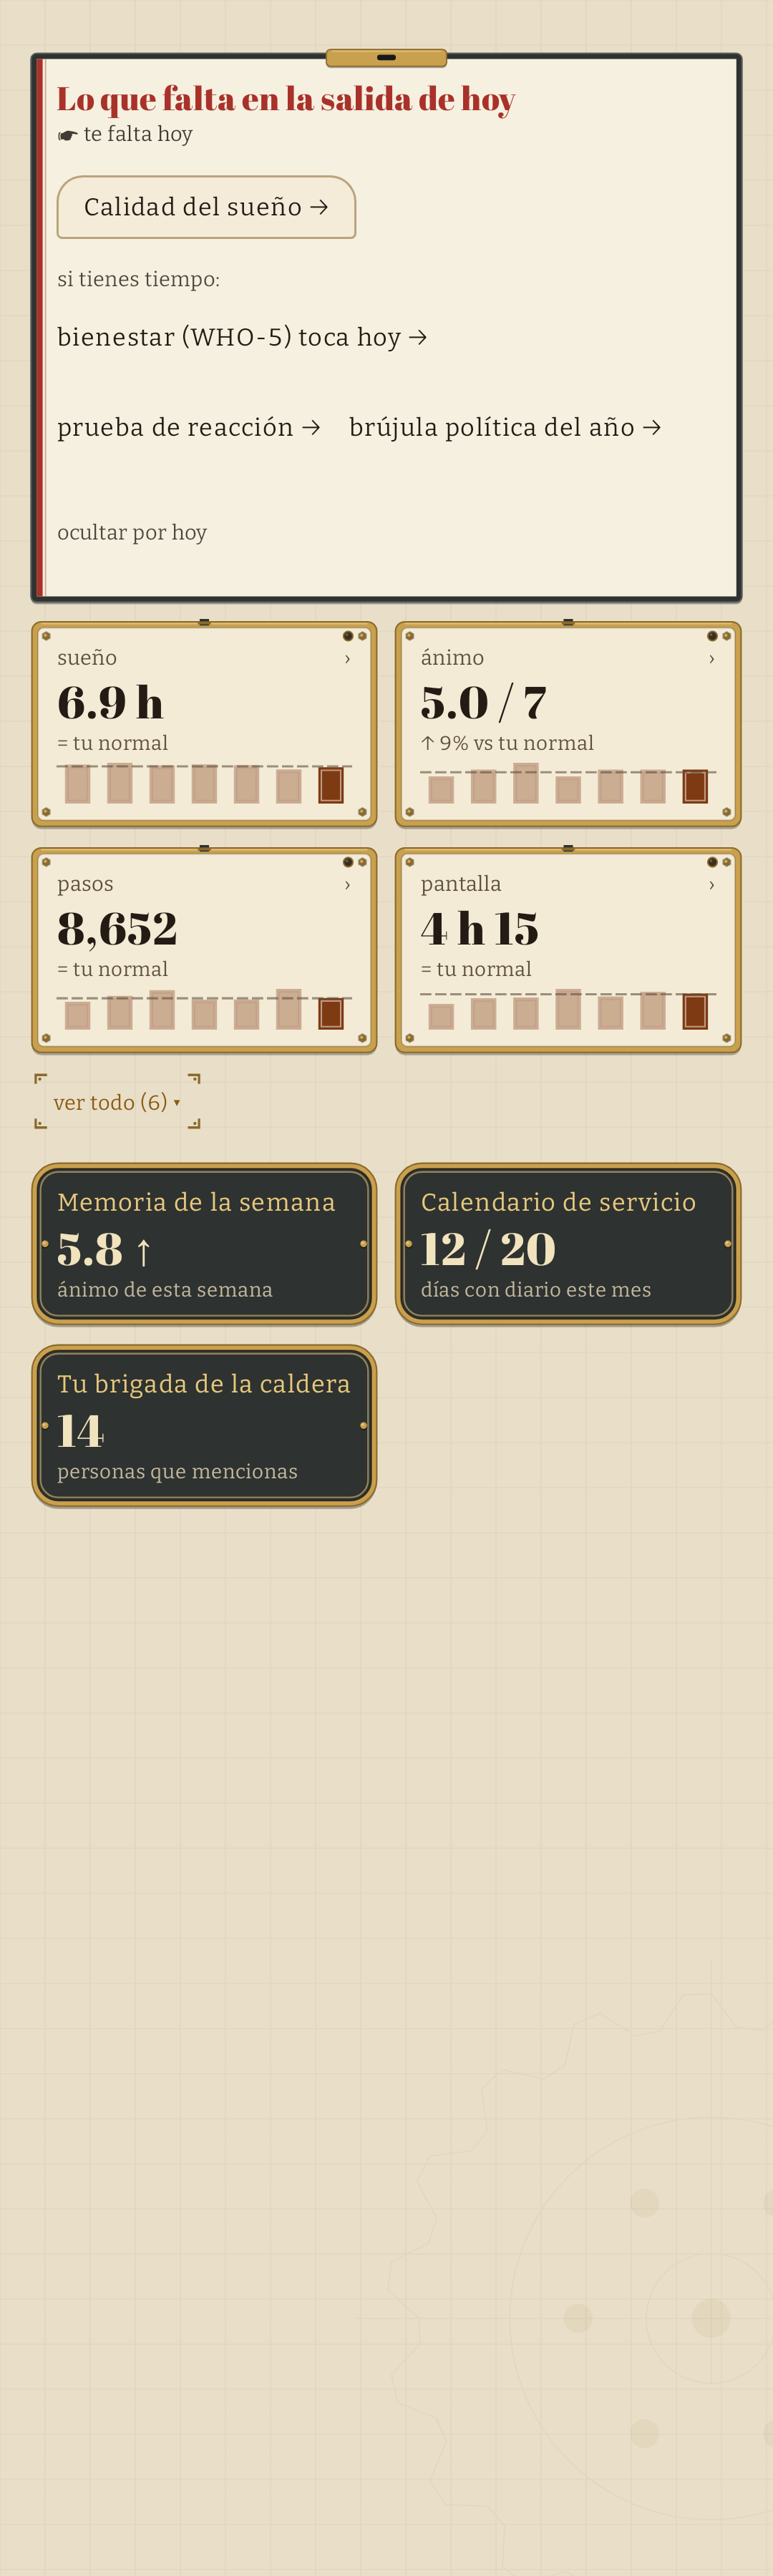 Lo que falta en la salida de hoy
☛ te falta hoy
Calidad del sueño →
si tienes tiempo:
bienestar (WHO-5) toca hoy →
prueba de reacción → brújula política del año →
ocultar por hoy
sueño ›
6.9 h
= tu normal
ánimo ›
5.0 / 7
↑ 9% vs tu normal
pasos ›
8,652
= tu normal
pantalla ›
4 h 15
= tu normal
ver todo (6) ▾
Memoria de la semana
5.8 ↑
ánimo de esta semana
Calendario de servicio
12 / 20
días con diario este mes
Tu brigada de la caldera
14
personas que mencionas